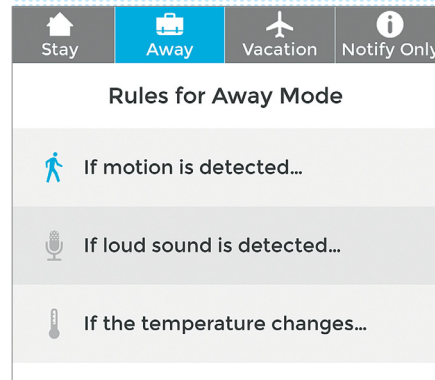 Stay Away Vacation Notify Only
Rules for Away Mode
If motion is detected...
If loud sound is detected...
If the temperature changes...